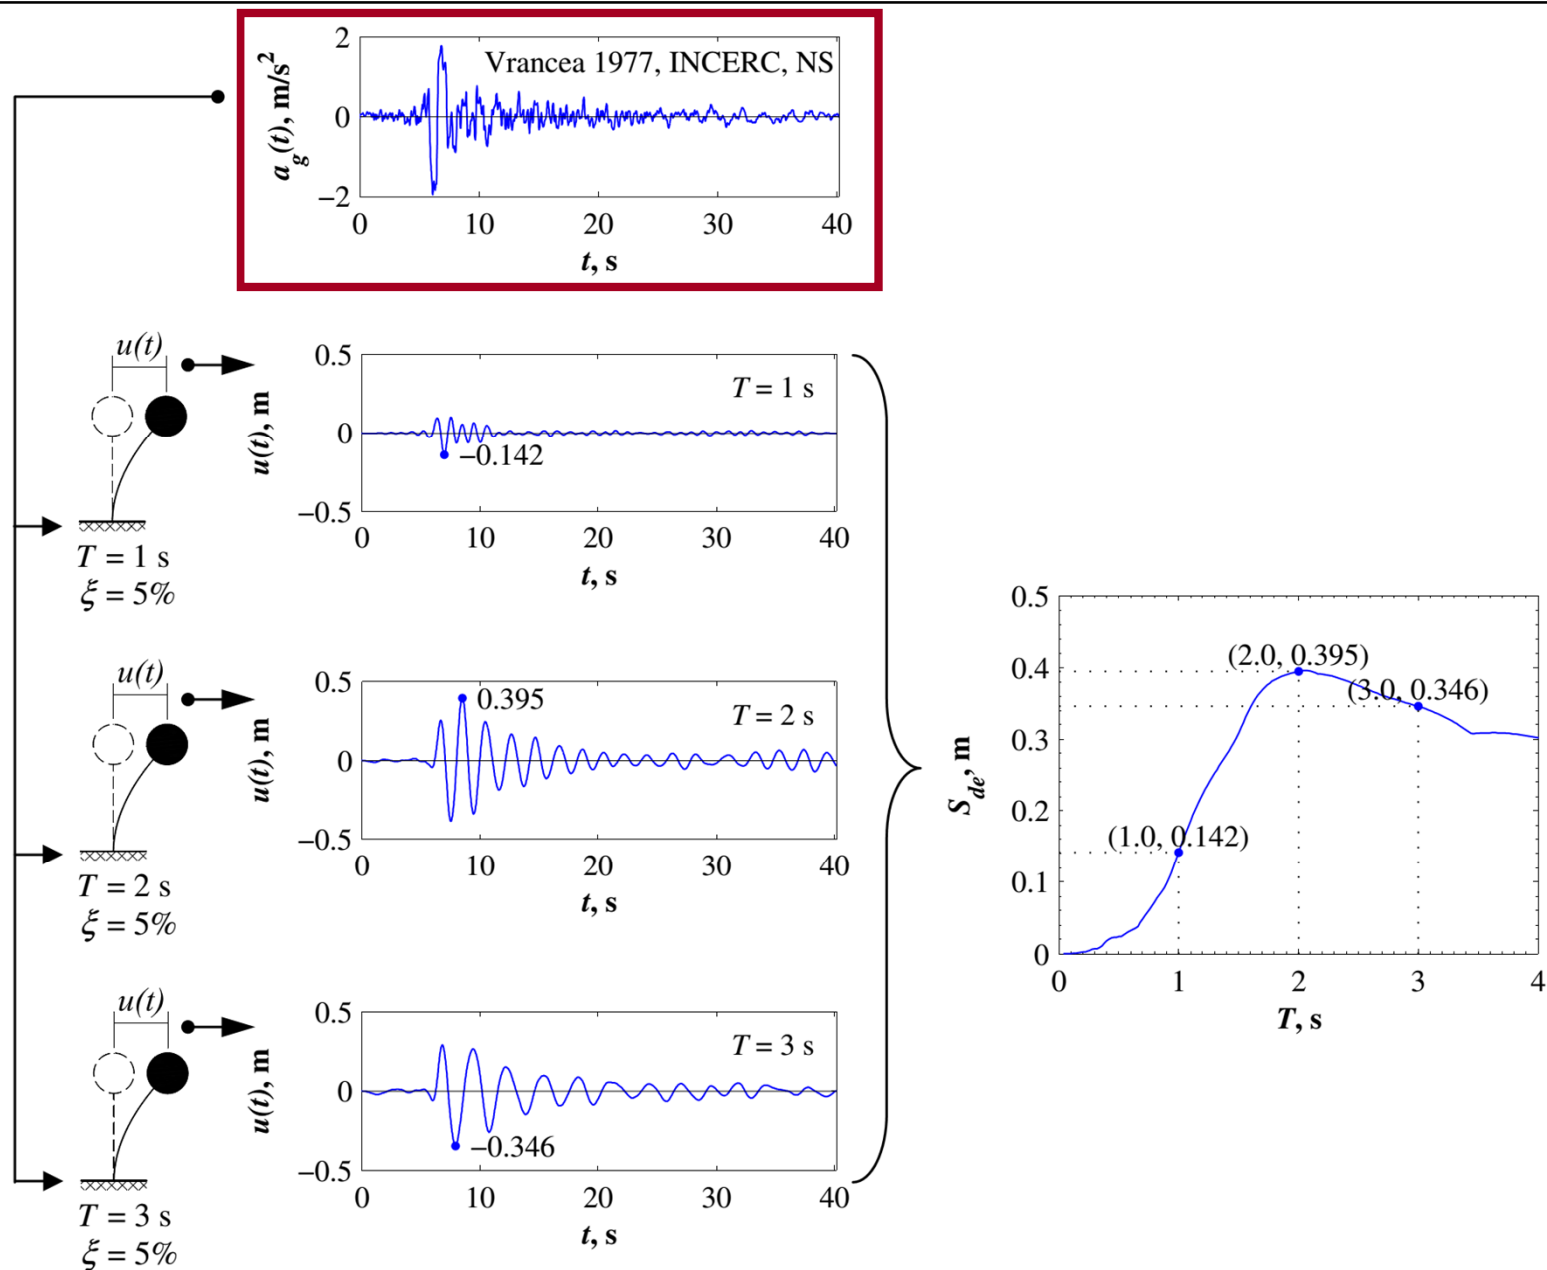 2
0
−2
a_g(t), m/s²
Vrancea 1977, INCERC, NS
0 10 20 30 40
t, s
u(t)
T = 1 s
ξ = 5%
0.5
0
−0.5
u(t), m
T = 1 s
−0.142
0 10 20 30 40
t, s
u(t)
T = 2 s
ξ = 5%
0.5
0
−0.5
u(t), m
0.395
T = 2 s
0 10 20 30 40
t, s
u(t)
T = 3 s
ξ = 5%
0.5
0
−0.5
u(t), m
T = 3 s
−0.346
0 10 20 30 40
t, s
0.5
0.4
0.3
0.2
0.1
0
S_de, m
(2.0, 0.395)
(3.0, 0.346)
(1.0, 0.142)
0 1 2 3 4
T, s